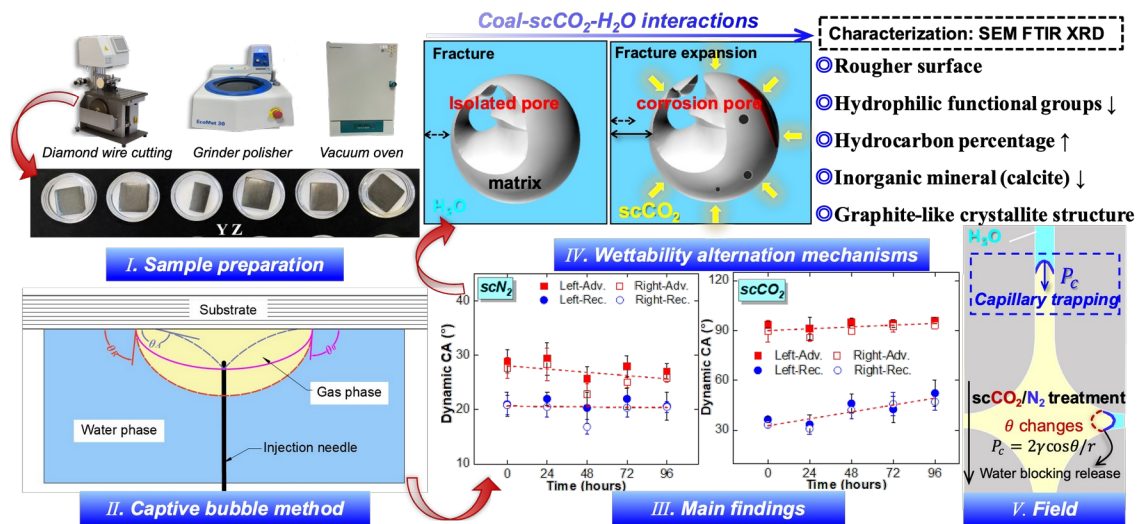 Coal-scCO2-H2O interactions
EcoMet 30
Diamond wire cutting
Grinder polisher
Vacuum oven
Y Z
I. Sample preparation
Fracture
Isolated pore
matrix
H2O
Fracture expansion
corrosion pore
scCO2
Characterization: SEM FTIR XRD
◎Rougher surface
◎Hydrophilic functional groups ↓
◎Hydrocarbon percentage ↑
◎Inorganic mineral (calcite) ↓
◎Graphite-like crystallite structure
IV. Wettability alternation mechanisms
Substrate
θR
θA
θ0
Gas phase
Water phase
Injection needle
II. Captive bubble method
scN2
Left-Adv.
Right-Adv.
Left-Rec.
Right-Rec.
Dynamic CA (°)
40
30
20
10
0
24
48
72
96
Time (hours)
scCO2
Left-Adv.
Right-Adv.
Left-Rec.
Right-Rec.
Dynamic CA (°)
120
90
60
30
0
24
48
72
96
Time (hours)
III. Main findings
H2O
Pc
Capillary trapping
scCO2/N2 treatment
θ changes
Pc = 2γcosθ/r
Water blocking release
V. Field